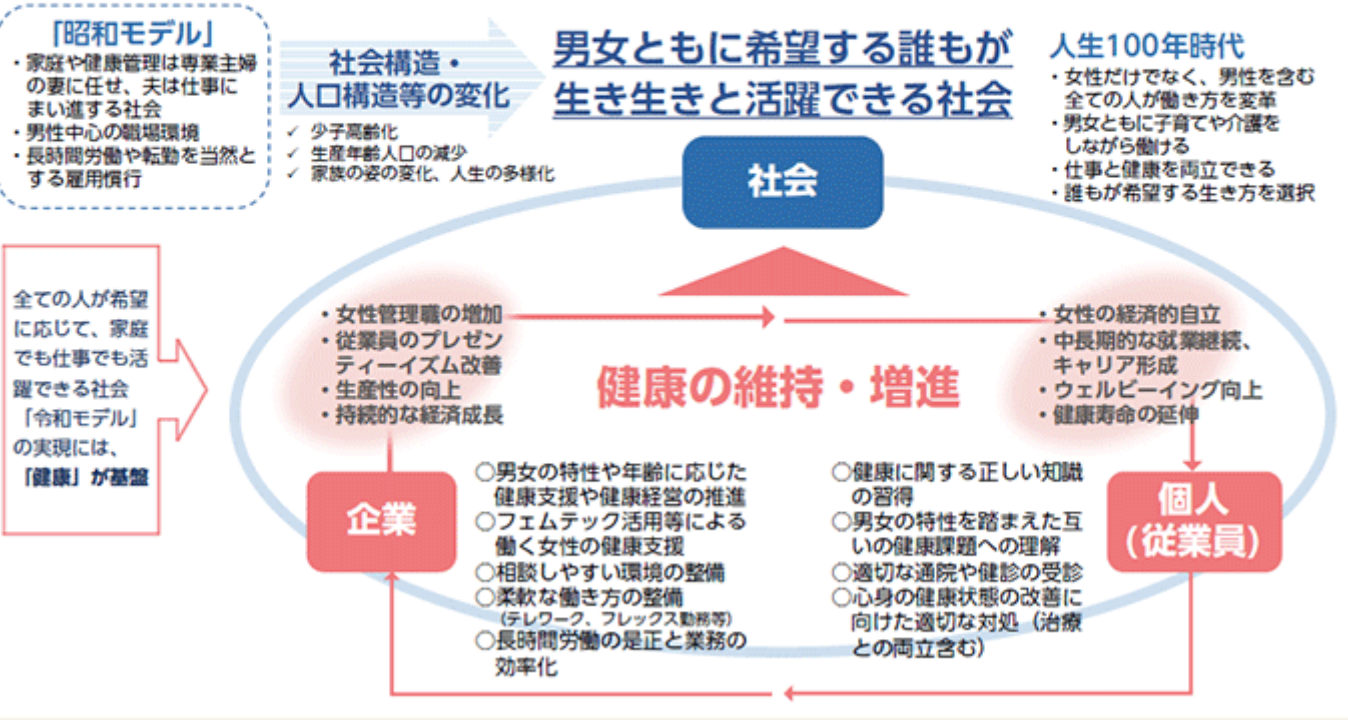 「昭和モデル」
・家庭や健康管理は専業主婦
の妻に任せ、夫は仕事に
まい進する社会
・男性中心の職場環境
・長時間労働や転勤を当然と
する雇用慣行
社会構造・
人口構造等の変化
✓ 少子高齢化
✓ 生産年齢人口の減少
✓ 家族の姿の変化、人生の多様化
男女ともに希望する誰もが
生き生きと活躍できる社会
人生100年時代
・女性だけでなく、男性を含む
全ての人が働き方を変革
・男女ともに子育てや介護を
しながら働ける
・仕事と健康を両立できる
・誰もが希望する生き方を選択
社会
全ての人が希望
に応じて、家庭
でも仕事でも活
躍できる社会
「令和モデル」
の実現には、
「健康」が基盤
・女性管理職の増加
・従業員のプレゼン
ティーイズム改善
・生産性の向上
・持続的な経済成長
健康の維持・増進
・女性の経済的自立
・中長期的な就業継続、
キャリア形成
・ウェルビーイング向上
・健康寿命の延伸
企業
○男女の特性や年齢に応じた
健康支援や健康経営の推進
○フェムテック活用等による
働く女性の健康支援
○相談しやすい環境の整備
○柔軟な働き方の整備
（テレワーク、フレックス勤務等）
○長時間労働の是正と業務の
効率化
○健康に関する正しい知識
の習得
○男女の特性を踏まえた互
いの健康課題への理解
○適切な通院や健診の受診
○心身の健康状態の改善に
向けた適切な対処（治療
との両立含む）
個人
（従業員）